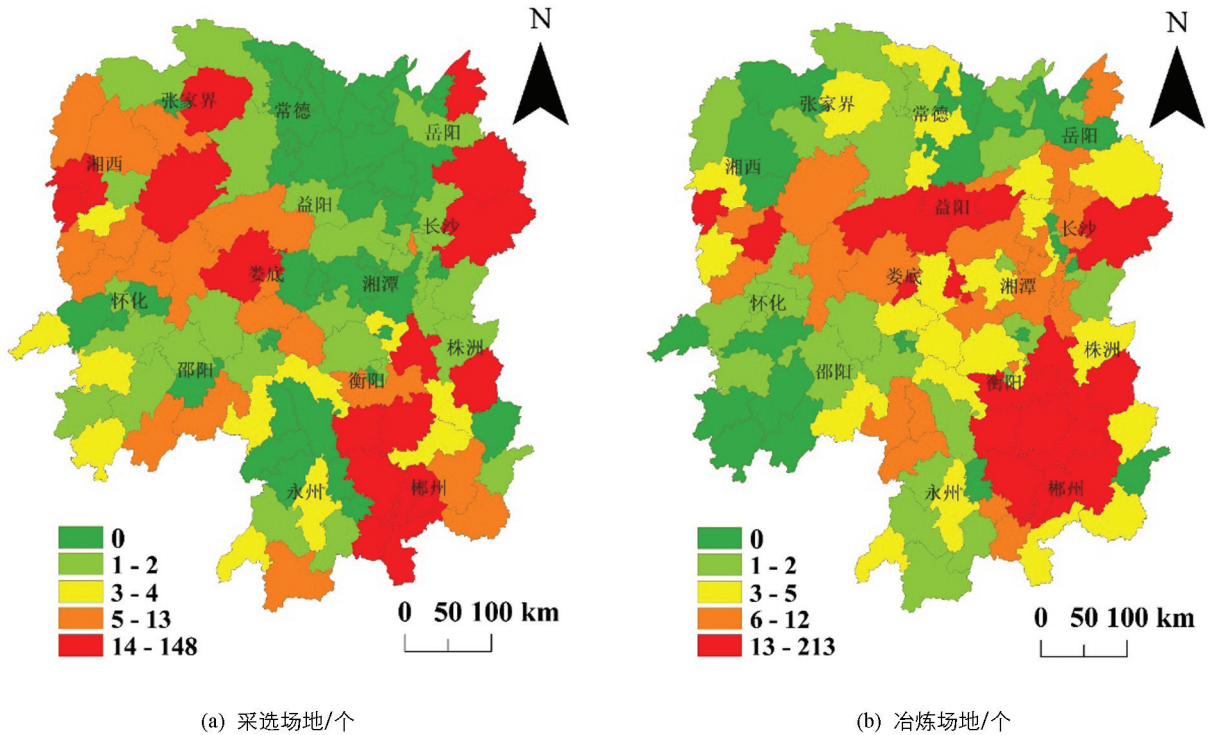 N
张家界
常德
岳阳
湘西
益阳
长沙
娄底
湘潭
怀化
株洲
邵阳
衡阳
永州
郴州
0
1 - 2
3 - 4
5 - 13
14 - 148
0 50 100 km
(a) 采选场地/个
N
张家界
常德
岳阳
湘西
益阳
长沙
娄底
湘潭
怀化
株洲
邵阳
衡阳
永州
郴州
0
1 - 2
3 - 5
6 - 12
13 - 213
0 50 100 km
(b) 冶炼场地/个